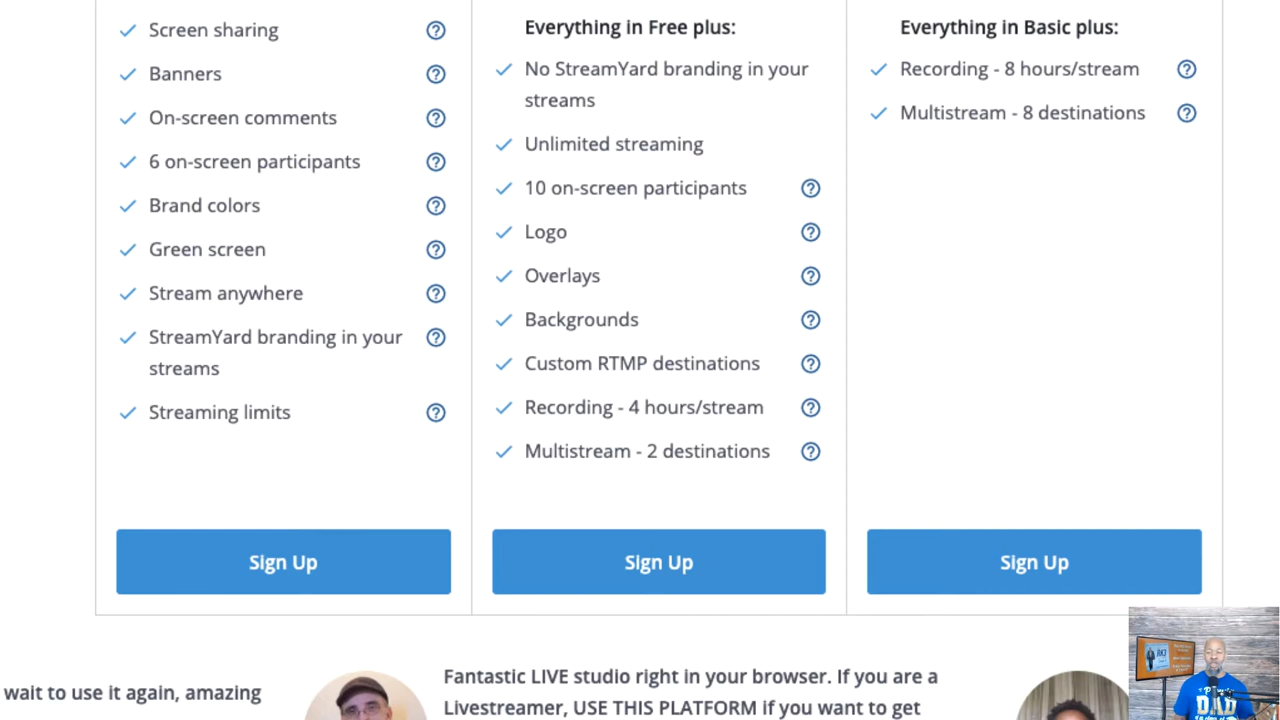 Screen sharing
Banners
On-screen comments
6 on-screen participants
Brand colors
Green screen
Stream anywhere
StreamYard branding in your
streams
Streaming limits
Sign Up
Everything in Free plus:
No StreamYard branding in your
streams
Unlimited streaming
10 on-screen participants
Logo
Overlays
Backgrounds
Custom RTMP destinations
Recording - 4 hours/stream
Multistream - 2 destinations
Sign Up
Everything in Basic plus:
Recording - 8 hours/stream
Multistream - 8 destinations
Sign Up
wait to use it again, amazing
Fantastic LIVE studio right in your browser. If you are a
Livestreamer, USE THIS PLATFORM if you want to get
DAD